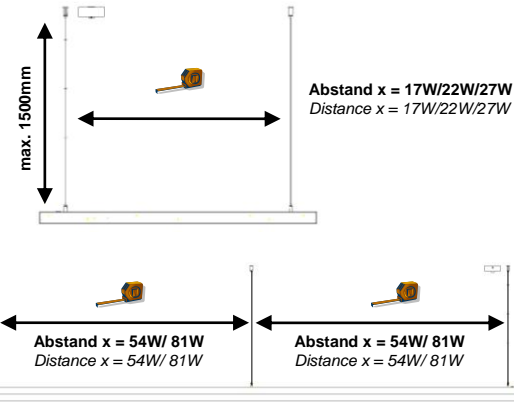 max. 1500mm
Abstand x = 17W/22W/27W
Distance x = 17W/22W/27W
Abstand x = 54W/ 81W
Distance x = 54W/ 81W
Abstand x = 54W/ 81W
Distance x = 54W/ 81W